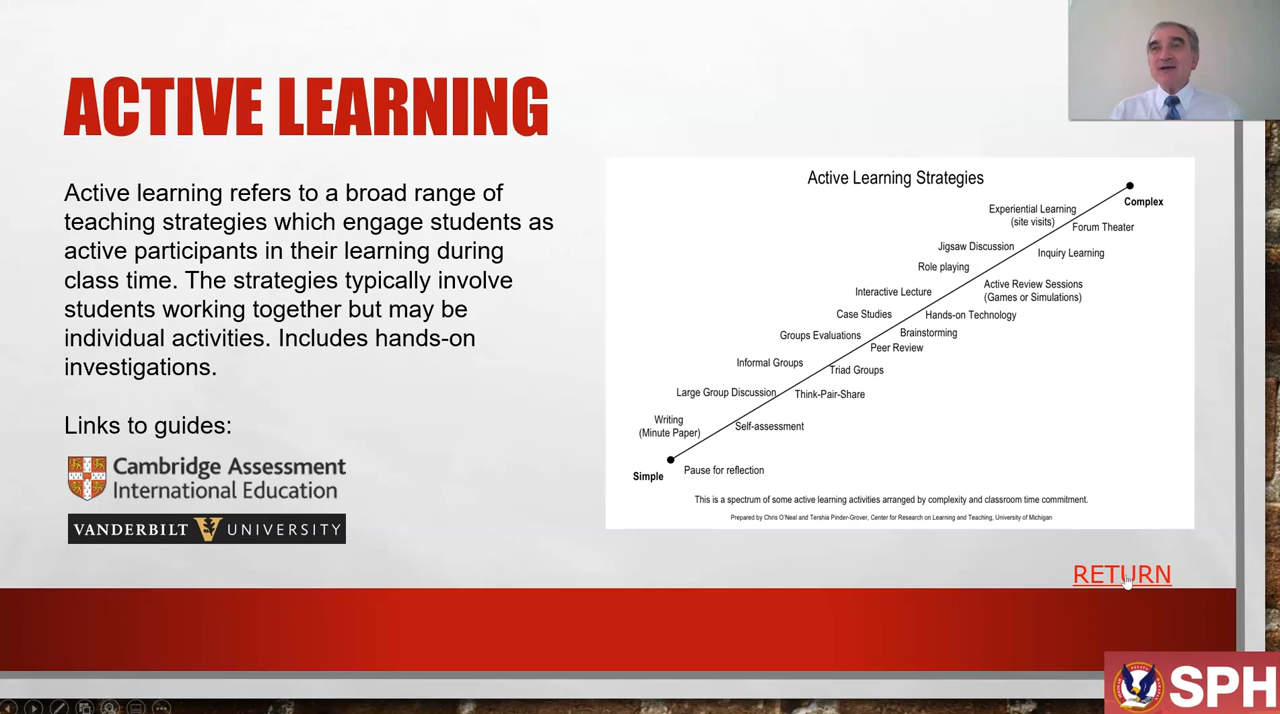 ACTIVE LEARNING
Active learning refers to a broad range of
teaching strategies which engage students as
active participants in their learning during
class time. The strategies typically involve
students working together but may be
individual activities. Includes hands-on
investigations.
Links to guides:
Cambridge Assessment
International Education
VANDERBILT V UNIVERSITY
Active Learning Strategies
Complex
Experiential Learning
(site visits)
Forum Theater
Jigsaw Discussion
Inquiry Learning
Role playing
Active Review Sessions
(Games or Simulations)
Interactive Lecture
Case Studies
Hands-on Technology
Groups Evaluations
Brainstorming
Peer Review
Informal Groups
Triad Groups
Large Group Discussion
Think-Pair-Share
Writing
(Minute Paper)
Self-assessment
Simple
Pause for reflection
This is a spectrum of some active learning activities arranged by complexity and classroom time commitment.
Prepared by Chris O'Neal and Tershia Pinder-Grover, Center for Research on Learning and Teaching, University of Michigan
RETURN
SPH